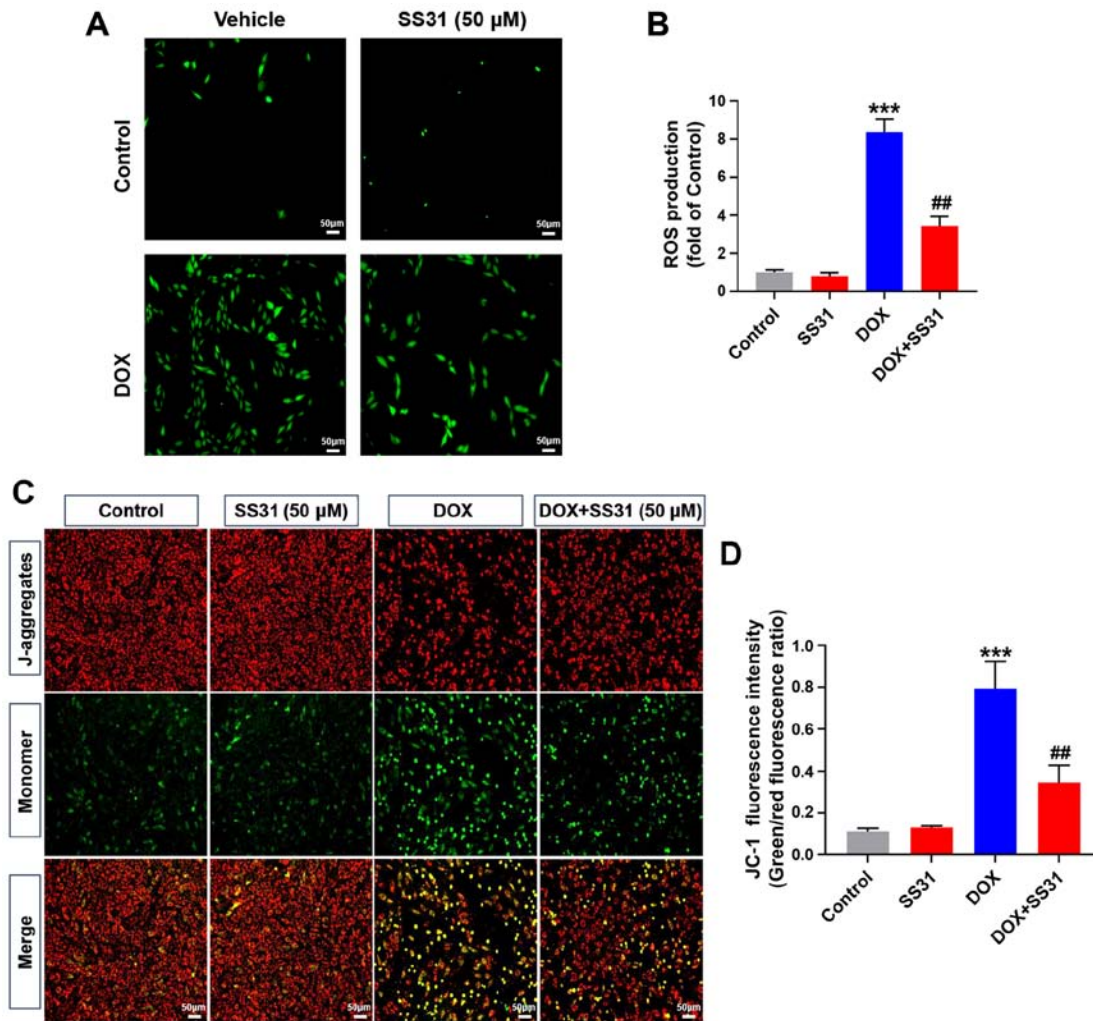 A
Vehicle
SS31 (50 µM)
Control
50µm
50µm
DOX
50µm
50µm
B
ROS production
(fold of Control)
10
8
6
4
2
0
***
##
Control
SS31
DOX
DOX+SS31
C
Control
SS31 (50 µM)
DOX
DOX+SS31 (50 µM)
J-aggregates
Monomer
Merge
50µm
50µm
50µm
50µm
D
JC-1 fluorescence intensity
(Green/red fluorescence ratio)
1.0
0.8
0.6
0.4
0.2
0.0
***
##
Control
SS31
DOX
DOX+SS31